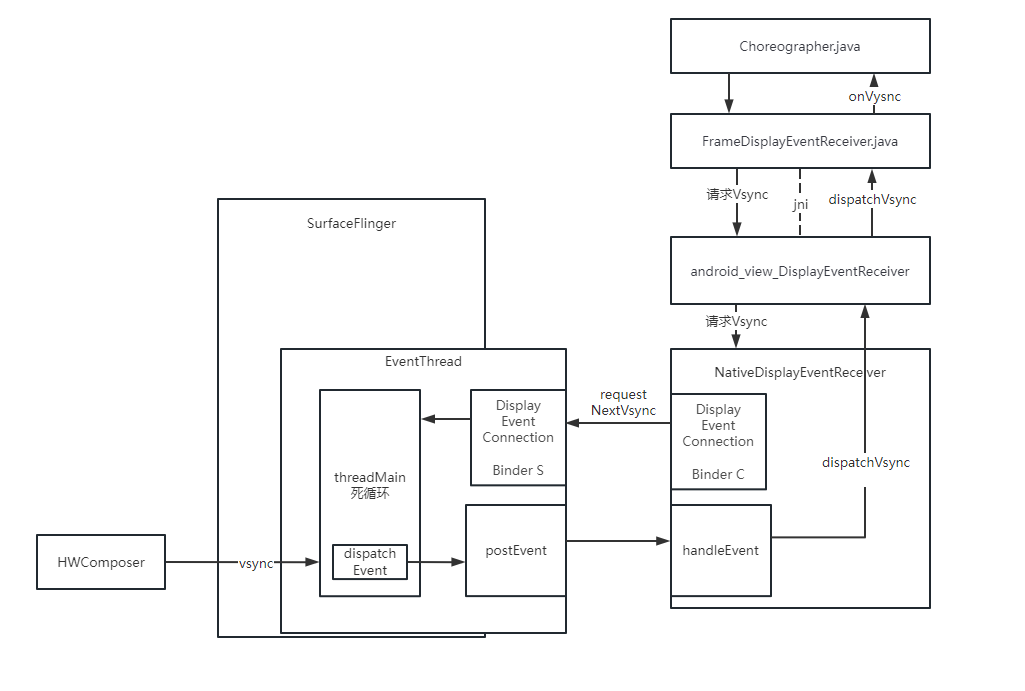 Choreographer.java
onVysnc
FrameDisplayEventReceiver.java
请求Vsync
jni
dispatchVsync
SurfaceFlinger
android_view_DisplayEventReceiver
请求Vsync
EventThread
NativeDisplayEventReceiver
Display
Event
Connection
Binder S
request
NextVsync
Display
Event
Connection
Binder C
threadMain
死循环
dispatchVsync
dispatch
Event
postEvent
handleEvent
HWComposer
vsync